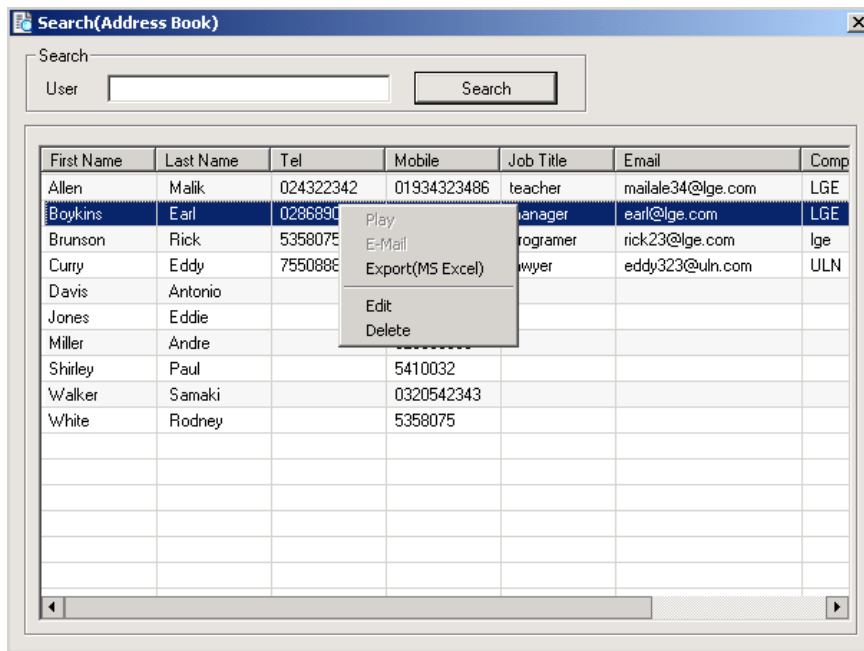 Search(Address Book)
Search
User Search
First Name Last Name Tel Mobile Job Title Email Comp
Allen Malik 024322342 01934323486 teacher mailale34@lge.com LGE
Boykins Earl 0286890 Play anager earl@lge.com LGE
E-Mail
Brunson Rick 5358075 rogramer rick23@lge.com lge
Export(MS Excel)
Curry Eddy 7550888 wyer eddy323@uln.com ULN
Davis Antonio Edit
Jones Eddie Delete
Miller Andre
Shirley Paul 5410032
Walker Samaki 0320542343
White Rodney 5358075